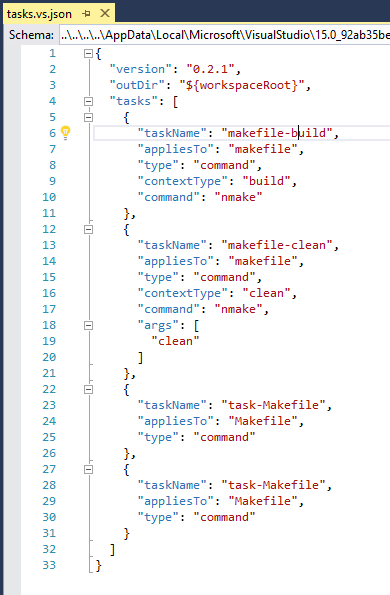 tasks.vs.json
Schema: ..\..\..\..\AppData\Local\Microsoft\VisualStudio\15.0_92ab35be
1 {
2 "version": "0.2.1",
3 "outDir": "${workspaceRoot}",
4 "tasks": [
5 {
6 "taskName": "makefile-build",
7 "appliesTo": "makefile",
8 "type": "command",
9 "contextType": "build",
10 "command": "nmake"
11 },
12 {
13 "taskName": "makefile-clean",
14 "appliesTo": "makefile",
15 "type": "command",
16 "contextType": "clean",
17 "command": "nmake",
18 "args": [
19 "clean"
20 ]
21 },
22 {
23 "taskName": "task-Makefile",
24 "appliesTo": "Makefile",
25 "type": "command"
26 },
27 {
28 "taskName": "task-Makefile",
29 "appliesTo": "Makefile",
30 "type": "command"
31 }
32 ]
33 }